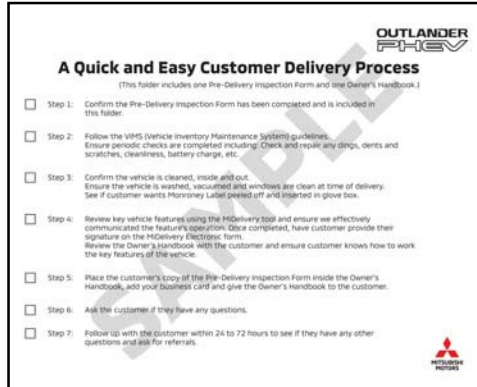 OUTLANDER
PHEV
A Quick and Easy Customer Delivery Process
(This folder includes one Pre-Delivery Inspection Form and one Owner's Handbook.)
Step 1: Confirm the Pre-Delivery Inspection Form has been completed and is included in
this folder.
Step 2: Follow the VIMS (Vehicle Inventory Maintenance System) guidelines.
Ensure periodic checks are completed including: Check and repair any dings, dents and
scratches, cleanliness, battery charge, etc.
Step 3: Confirm the vehicle is cleaned, inside and out.
Ensure the vehicle is washed, vacuumed and windows are clean at time of delivery.
See if customer wants Monroney Label peeled off and inserted in glove box.
Step 4: Review key vehicle features using the MiDelivery tool and ensure we effectively
communicated the feature's operation. Once completed, have customer provide their
signature on the MiDelivery Electronic form.
Review the Owner's Handbook with the customer and ensure customer knows how to work
the key features of the vehicle.
Step 5: Place the customer's copy of the Pre-Delivery Inspection Form inside the Owner's
Handbook, add your business card and give the Owner's Handbook to the customer.
Step 6: Ask the customer if they have any questions.
Step 7: Follow up with the customer within 24 to 72 hours to see if they have any other
questions and ask for referrals.
SAMPLE
MITSUBISHI
MOTORS